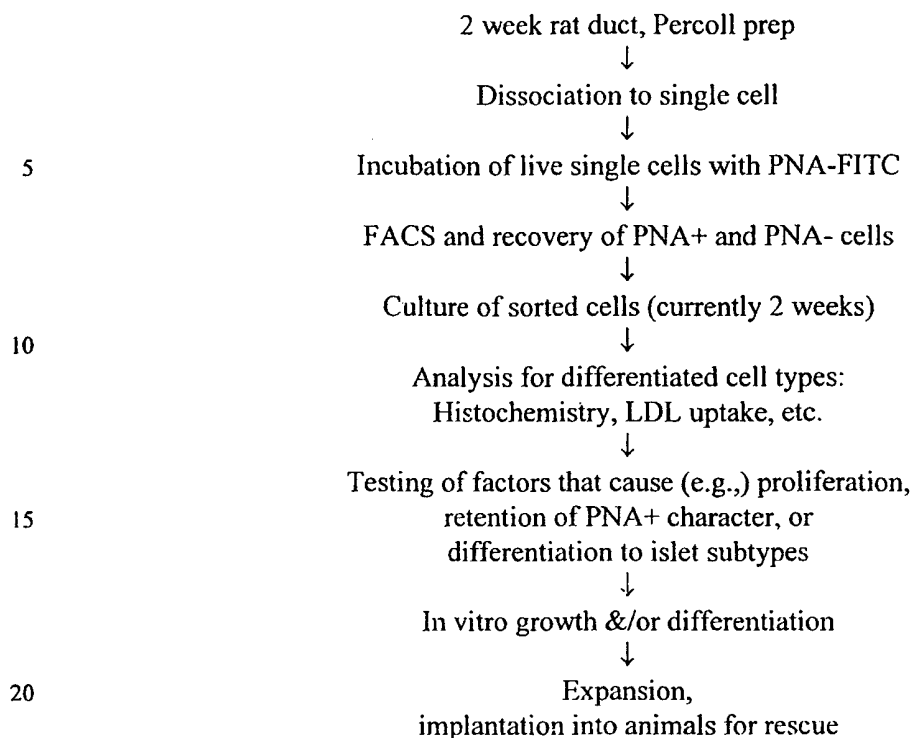 2 week rat duct, Percoll prep
↓
Dissociation to single cell
↓
5 Incubation of live single cells with PNA-FITC
↓
FACS and recovery of PNA+ and PNA- cells
↓
Culture of sorted cells (currently 2 weeks)
10 ↓
Analysis for differentiated cell types:
Histochemistry, LDL uptake, etc.
↓
Testing of factors that cause (e.g.,) proliferation,
15 retention of PNA+ character, or
differentiation to islet subtypes
↓
In vitro growth &/or differentiation
↓
20 Expansion,
implantation into animals for rescue